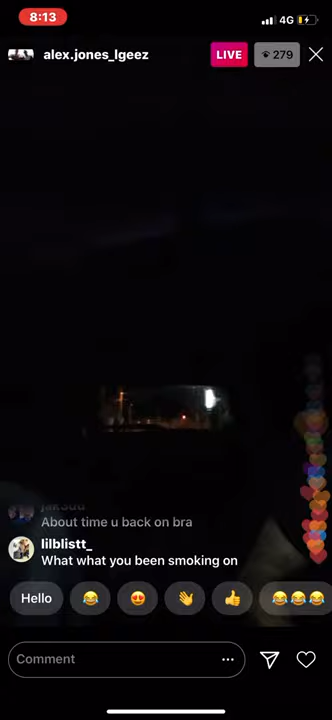 8:13
4G
alex.jones_lgeez
LIVE
279
About time u back on bra
lilblistt_
What what you been smoking on
Hello
Comment